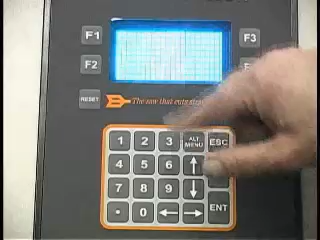 F1
F3
F2
RESET
The saw that cuts
1 2 3 ALT MENU ESC
4 5 6 ↑
7 8 9 ↓
. 0 ← → ENT